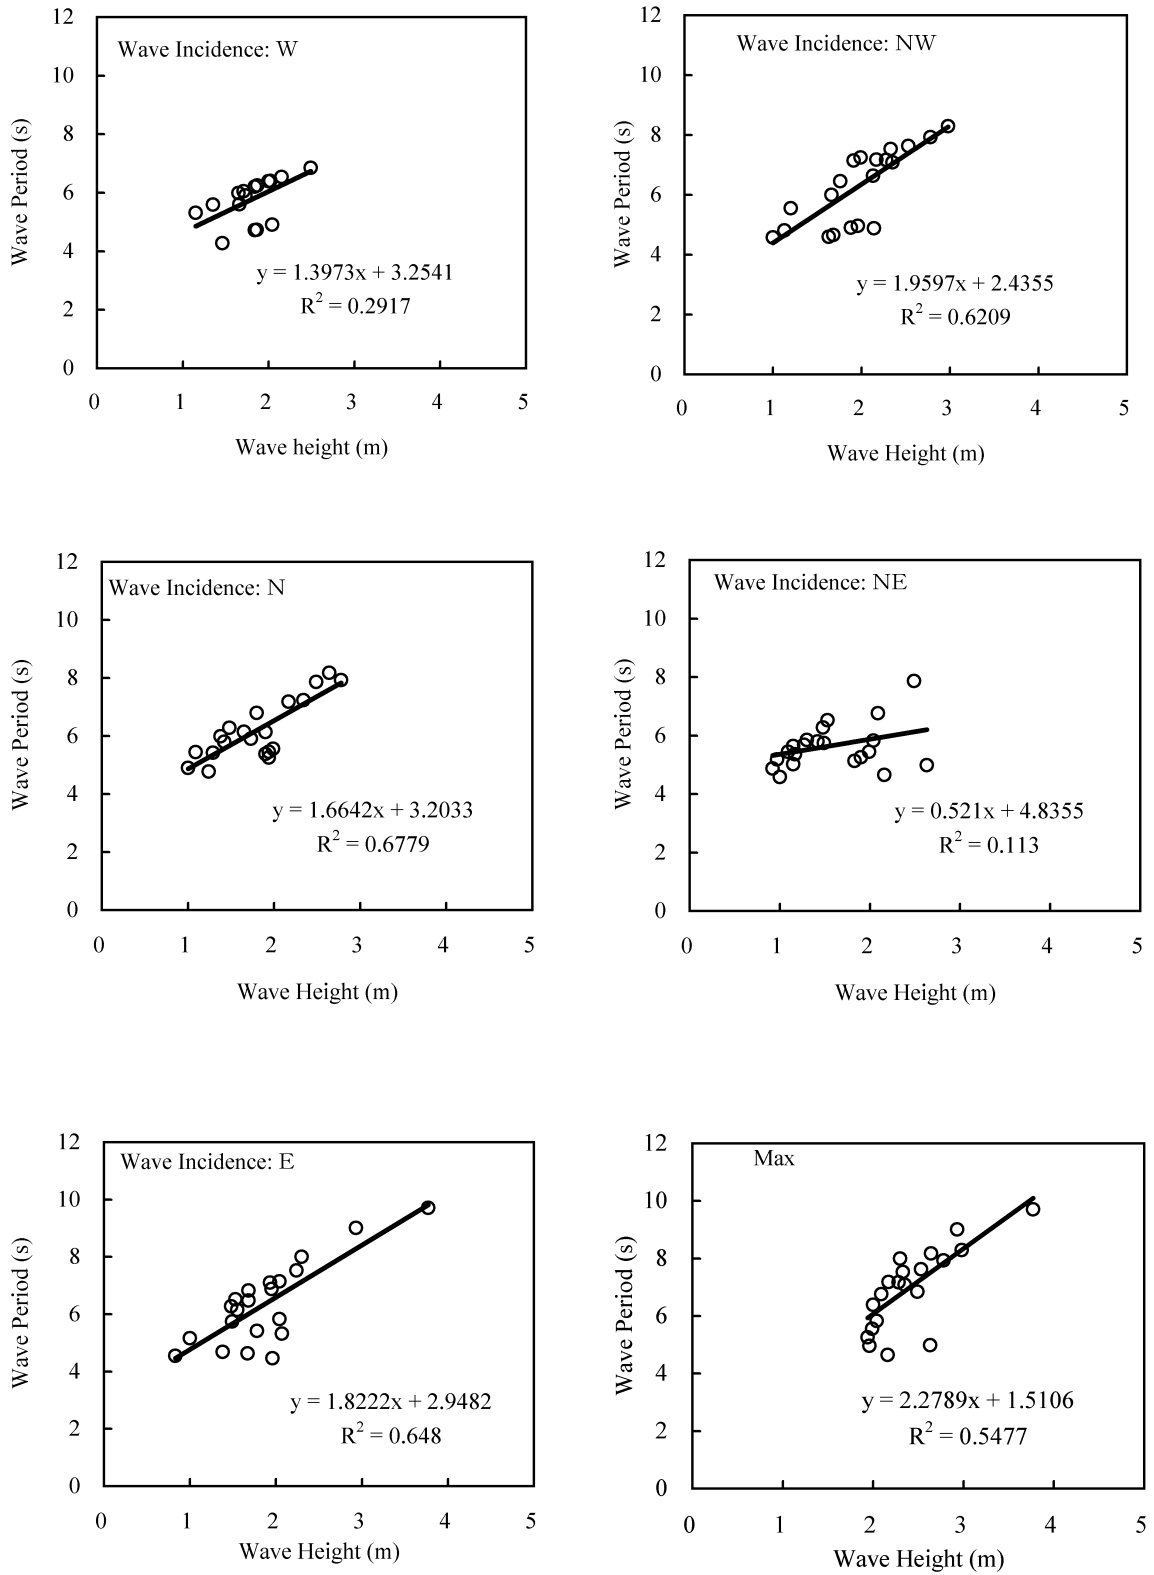 12
Wave Incidence: W
10
8
6
4
2
0
Wave Period (s)
y = 1.3973x + 3.2541
R² = 0.2917
0 1 2 3 4 5
Wave height (m)
12
Wave Incidence: NW
10
8
6
4
2
0
Wave Period (s)
y = 1.9597x + 2.4355
R² = 0.6209
0 1 2 3 4 5
Wave Height (m)
12
Wave Incidence: N
10
8
6
4
2
0
Wave Period (s)
y = 1.6642x + 3.2033
R² = 0.6779
0 1 2 3 4 5
Wave Height (m)
12
Wave Incidence: NE
10
8
6
4
2
0
Wave Period (s)
y = 0.521x + 4.8355
R² = 0.113
0 1 2 3 4 5
Wave Height (m)
12
Wave Incidence: E
10
8
6
4
2
0
Wave Period (s)
y = 1.8222x + 2.9482
R² = 0.648
0 1 2 3 4 5
Wave Height (m)
12
Max
10
8
6
4
2
0
Wave Period (s)
y = 2.2789x + 1.5106
R² = 0.5477
0 1 2 3 4 5
Wave Height (m)